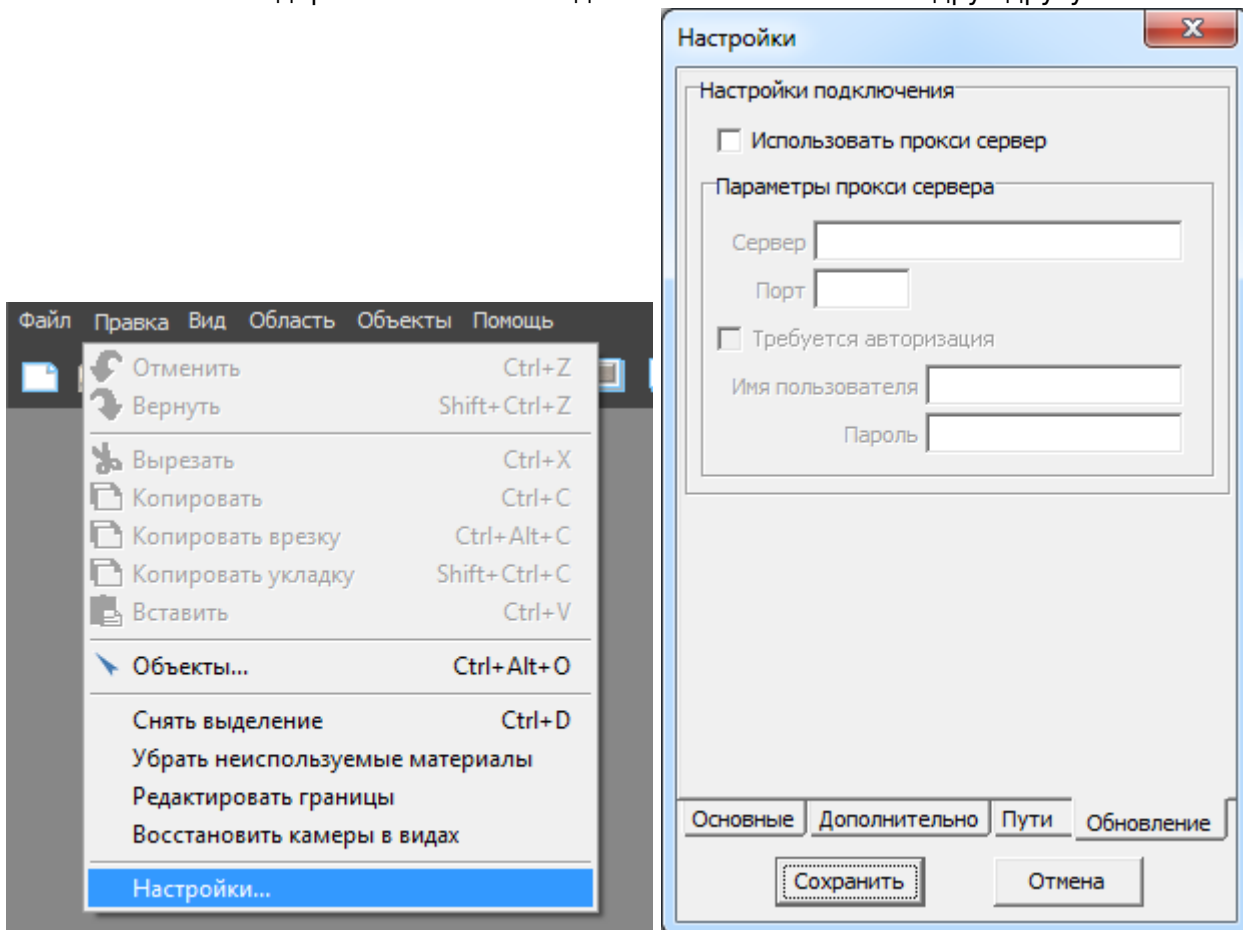 Настройки
Настройки подключения
Использовать прокси сервер
Параметры прокси сервера
Сервер
Порт
Требуется авторизация
Имя пользователя
Пароль
Основные Дополнительно Пути Обновление
Сохранить Отмена
Файл Правка Вид Область Объекты Помощь
Отменить Ctrl+Z
Вернуть Shift+Ctrl+Z
Вырезать Ctrl+X
Копировать Ctrl+C
Копировать врезку Ctrl+Alt+C
Копировать укладку Shift+Ctrl+C
Вставить Ctrl+V
Объекты... Ctrl+Alt+O
Снять выделение Ctrl+D
Убрать неиспользуемые материалы
Редактировать границы
Восстановить камеры в видах
Настройки...